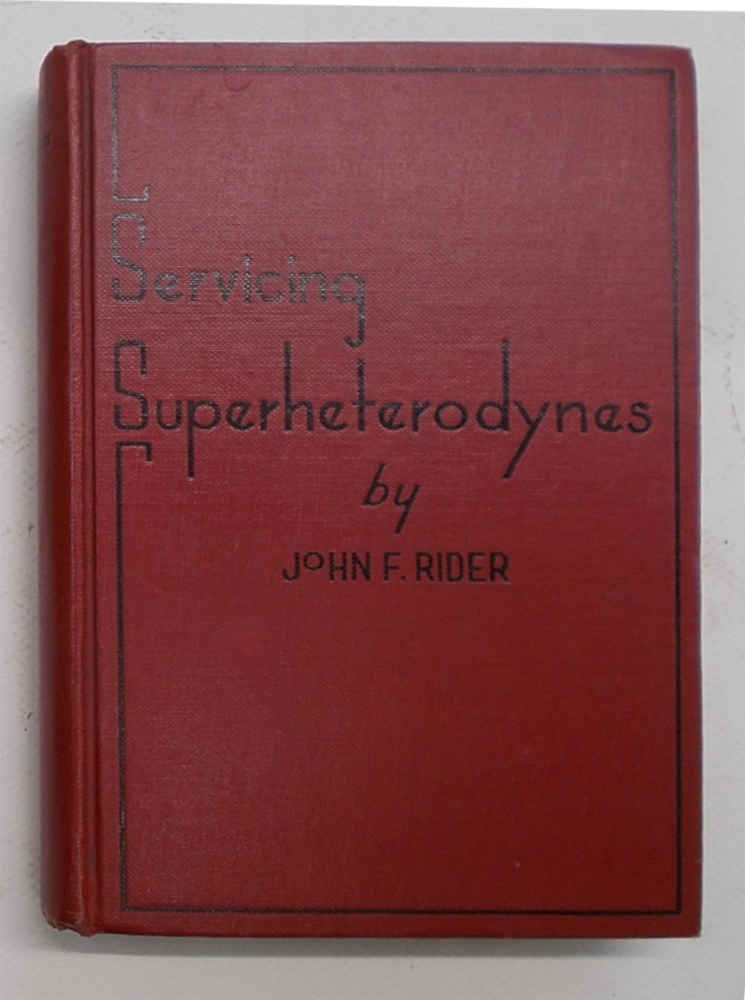 Servicing
Superheterodynes
by
JOHN F. RIDER